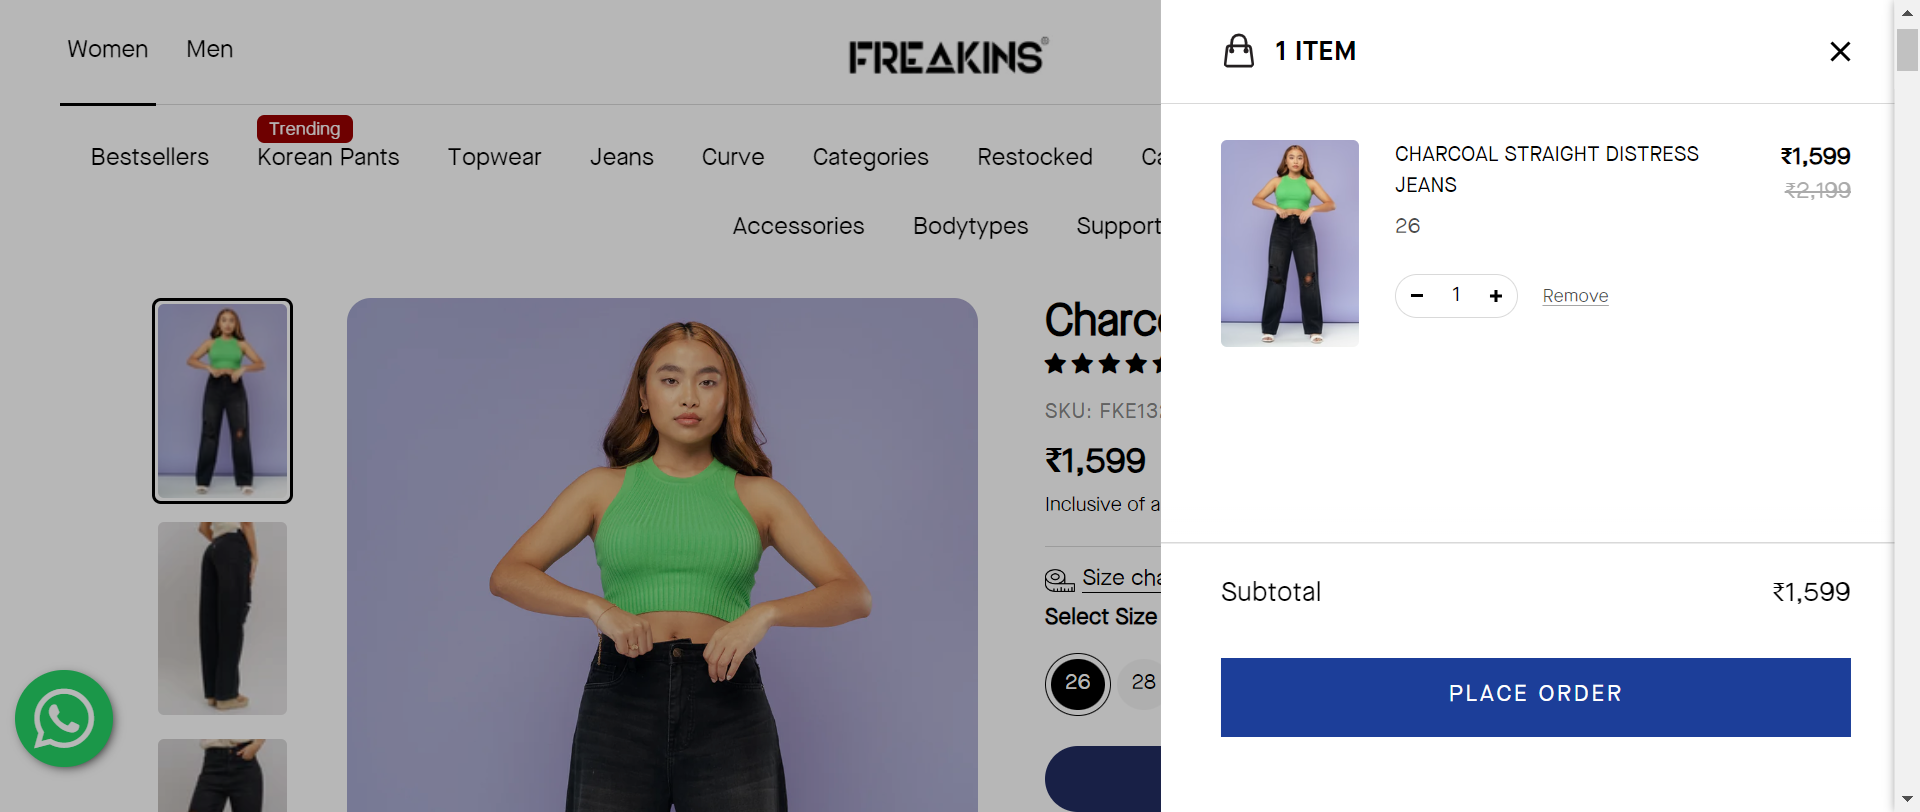 Women
Men
FREAKINS®
Trending
Bestsellers
Korean Pants
Topwear
Jeans
Curve
Categories
Restocked
Ca
Accessories
Bodytypes
Support
Charc
SKU: FKE13
₹1,599
Inclusive of a
Size cha
Select Size
26
28
1 ITEM
CHARCOAL STRAIGHT DISTRESS
JEANS
₹1,599
₹2,199
26
1
Remove
Subtotal
₹1,599
PLACE ORDER